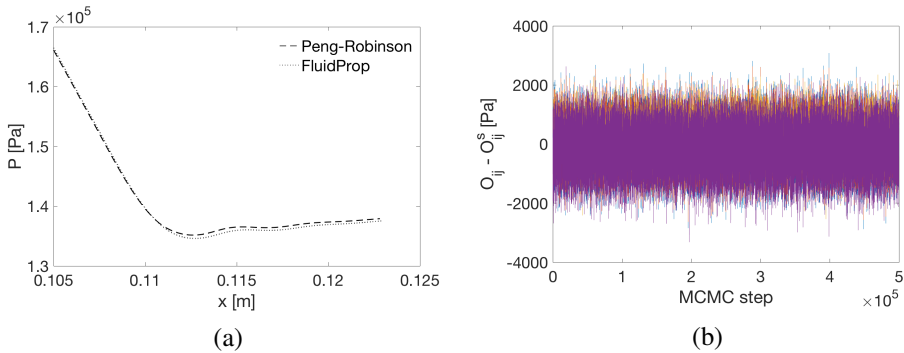 ×10⁵
1.7
1.6
1.5
1.4
1.3
P [Pa]
0.105
0.11
0.115
0.12
0.125
x [m]
Peng-Robinson
FluidProp
(a)
4000
2000
0
-2000
-4000
O_ij - O^s_ij [Pa]
0
1
2
3
4
5
×10⁵
MCMC step
(b)